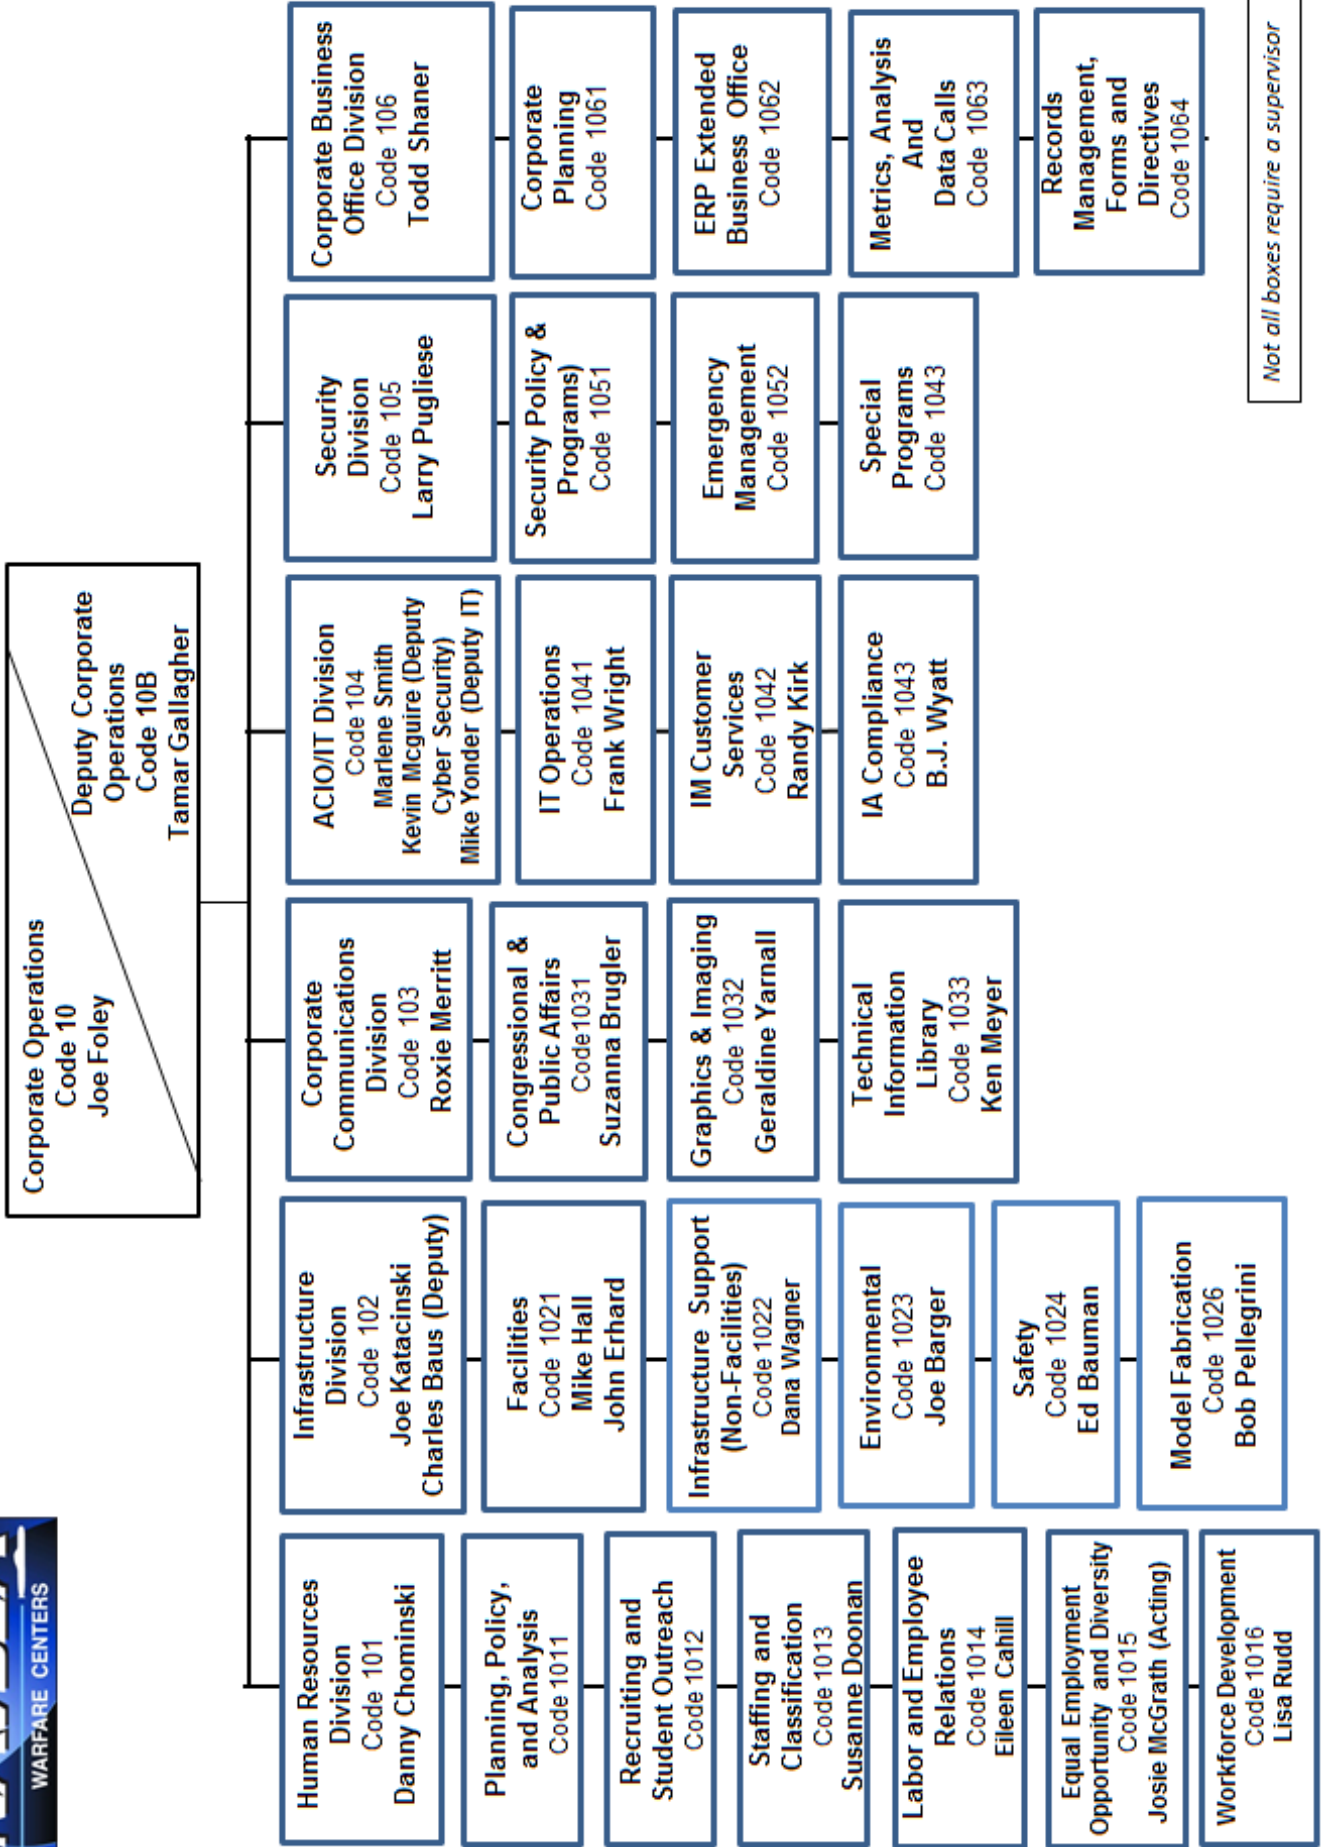 WARFARE CENTERS
Corporate Operations
Code 10
Joe Foley
Deputy Corporate
Operations
Code 10B
Tamar Gallagher
Human Resources
Division
Code 101
Danny Chominski
Planning, Policy,
and Analysis
Code 1011
Recruiting and
Student Outreach
Code 1012
Staffing and
Classification
Code 1013
Susanne Doonan
Labor and Employee
Relations
Code 1014
Eileen Cahill
Equal Employment
Opportunity and Diversity
Code 1015
Josie McGrath (Acting)
Workforce Development
Code 1016
Lisa Rudd
Infrastructure
Division
Code 102
Joe Katacinski
Charles Baus (Deputy)
Facilities
Code 1021
Mike Hall
John Erhard
Infrastructure Support
(Non-Facilities)
Code 1022
Dana Wagner
Environmental
Code 1023
Joe Barger
Safety
Code 1024
Ed Bauman
Model Fabrication
Code 1026
Bob Pellegrini
Corporate
Communications
Division
Code 103
Roxie Merritt
Congressional &
Public Affairs
Code1031
Suzanna Brugler
Graphics & Imaging
Code 1032
Geraldine Yarnall
Technical
Information
Library
Code 1033
Ken Meyer
ACIO/IT Division
Code 104
Marlene Smith
Kevin Mcguire (Deputy
Cyber Security)
Mike Yonder (Deputy IT)
IT Operations
Code 1041
Frank Wright
IM Customer
Services
Code 1042
Randy Kirk
IA Compliance
Code 1043
B.J. Wyatt
Security
Division
Code 105
Larry Pugliese
Security Policy &
Programs)
Code 1051
Emergency
Management
Code 1052
Special
Programs
Code 1043
Corporate Business
Office Division
Code 106
Todd Shaner
Corporate
Planning
Code 1061
ERP Extended
Business Office
Code 1062
Metrics, Analysis
And
Data Calls
Code 1063
Records
Management,
Forms and
Directives
Code 1064
Not all boxes require a supervisor